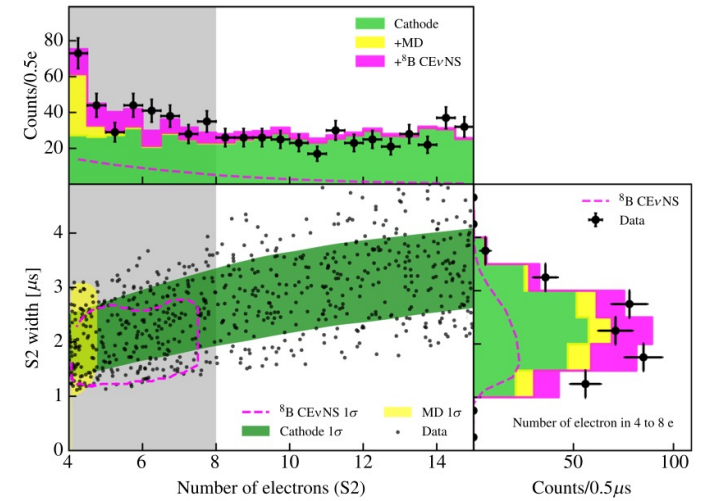 80
60
40
20
Counts/0.5e
Cathode
+MD
+⁸B CEνNS
4
3
2
1
0
S2 width [μs]
⁸B CEνNS 1σ
Cathode 1σ
MD 1σ
Data
4 6 8 10 12 14
Number of electrons (S2)
⁸B CEνNS
Data
Number of electron in 4 to 8 e
50 100
Counts/0.5μs